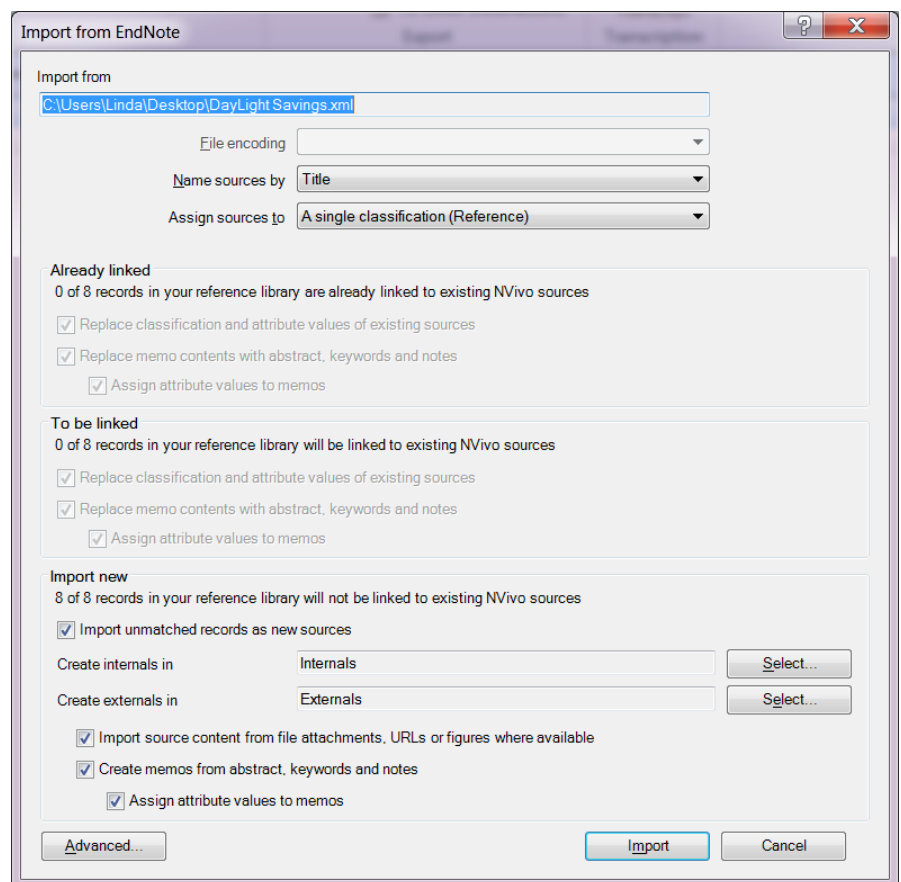 Import from EndNote
Import from
C:\Users\Linda\Desktop\DayLight Savings.xml
File encoding
Name sources by Title
Assign sources to A single classification (Reference)
Already linked
0 of 8 records in your reference library are already linked to existing NVivo sources
Replace classification and attribute values of existing sources
Replace memo contents with abstract, keywords and notes
Assign attribute values to memos
To be linked
0 of 8 records in your reference library will be linked to existing NVivo sources
Replace classification and attribute values of existing sources
Replace memo contents with abstract, keywords and notes
Assign attribute values to memos
Import new
8 of 8 records in your reference library will not be linked to existing NVivo sources
Import unmatched records as new sources
Create internals in Internals Select...
Create externals in Externals Select...
Import source content from file attachments, URLs or figures where available
Create memos from abstract, keywords and notes
Assign attribute values to memos
Advanced... Import Cancel